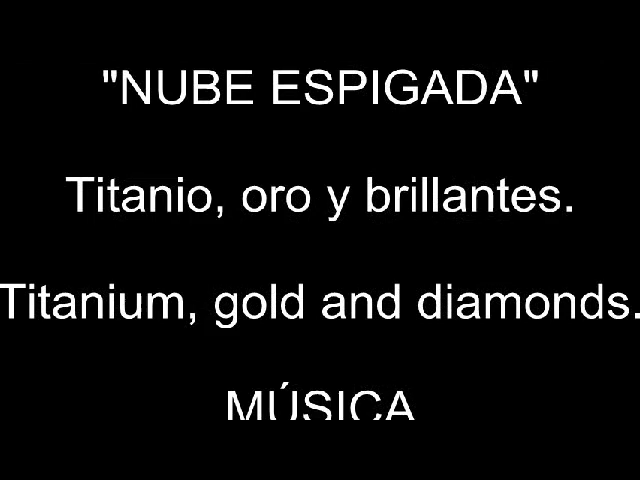 "NUBE ESPIGADA"
Titanio, oro y brillantes.
Titanium, gold and diamonds.
MÚSICA